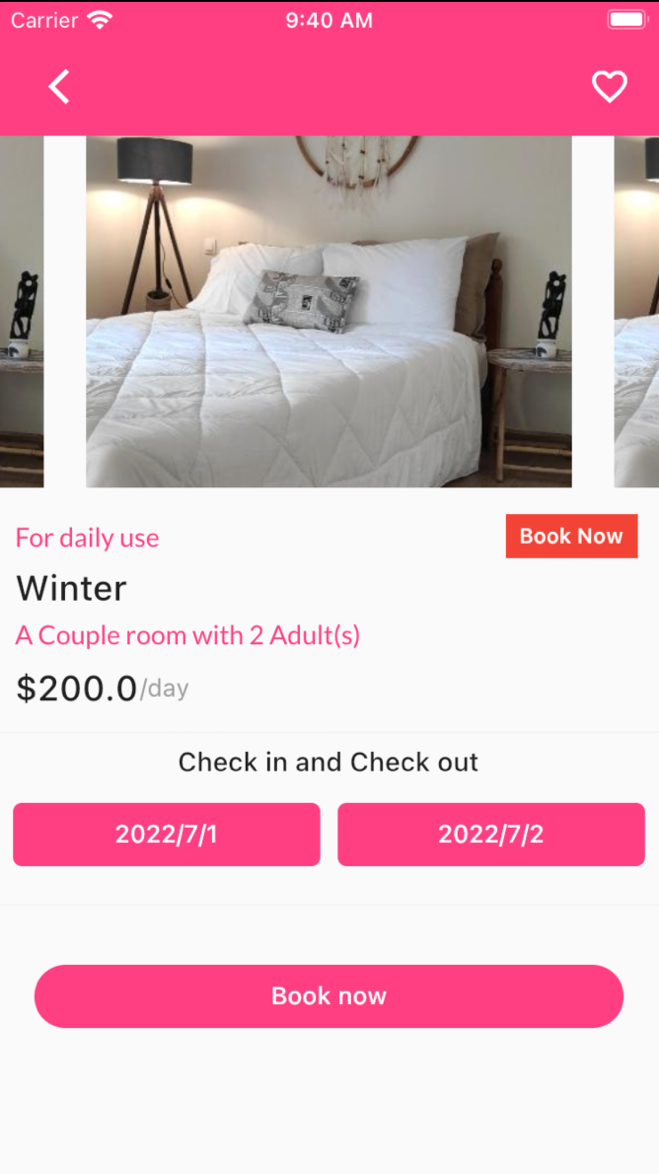 Carrier 9:40 AM
For daily use
Book Now
Winter
A Couple room with 2 Adult(s)
$200.0/day
Check in and Check out
2022/7/1 2022/7/2
Book now